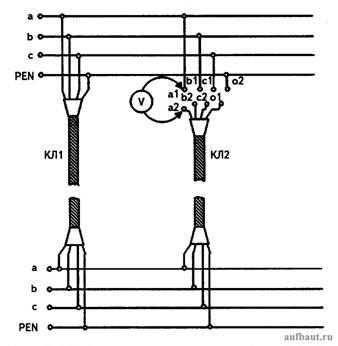 a
b
c
PEN
b1 c1 o2
a1 b2 c2 o1
V
a2
КЛ1
КЛ2
a
b
c
PEN
aufbaut.ru